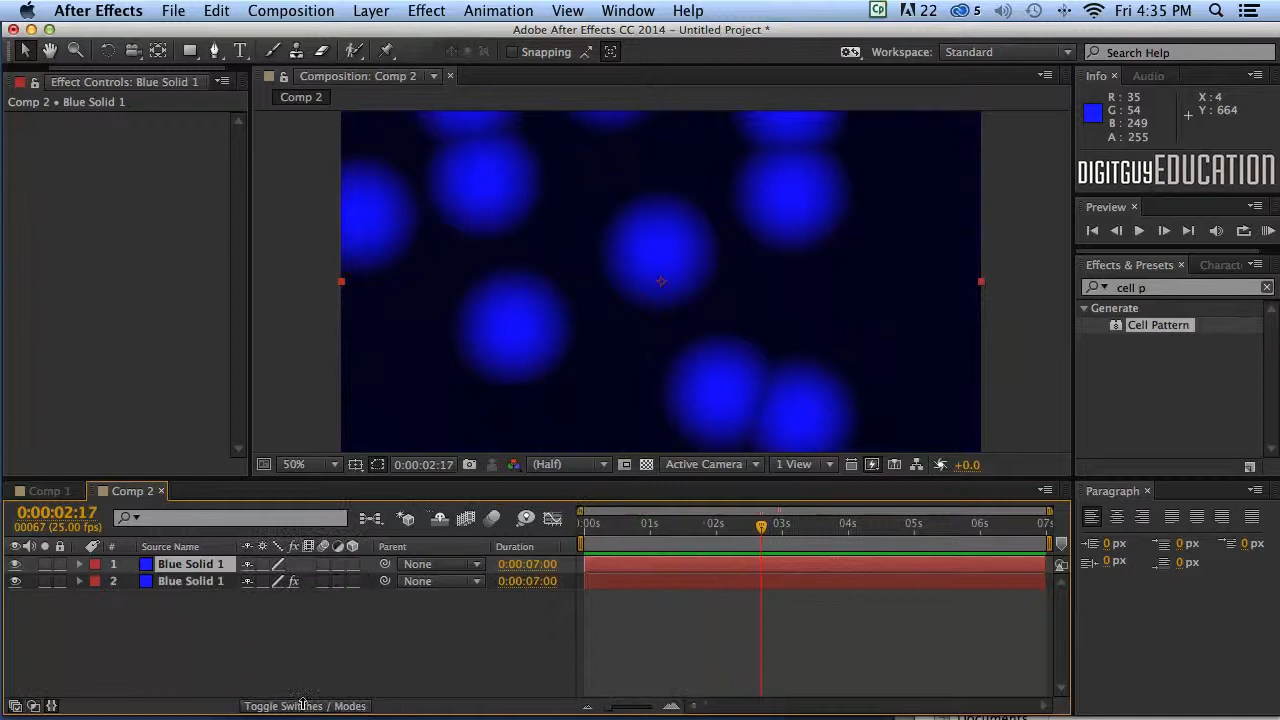 After Effects File Edit Composition Layer Effect Animation View Window Help 22 5 Fri 4:35 PM
Adobe After Effects CC 2014 - Untitled Project *
Snapping Workspace: Standard Search Help
Effect Controls: Blue Solid 1
Comp 2 • Blue Solid 1
Composition: Comp 2
Comp 2
50% 0:00:02:17 (Half) Active Camera 1 View +0.0
Info Audio
R: 35 X: 4
G: 54 Y: 664
B: 249
A: 255
DIGITGUYEDUCATION
Preview
Effects & Presets Charact
cell p
Generate
Cell Pattern
Comp 1 Comp 2
0:00:02:17
00067 (25.00 fps)
:00s 01s 02s 03s 04s 05s 06s 07s
# Source Name fx Parent Duration
1 Blue Solid 1 None 0:00:07:00
2 Blue Solid 1 fx None 0:00:07:00
Toggle Switches / Modes
Paragraph
0 px 0 px 0 px
0 px 0 px